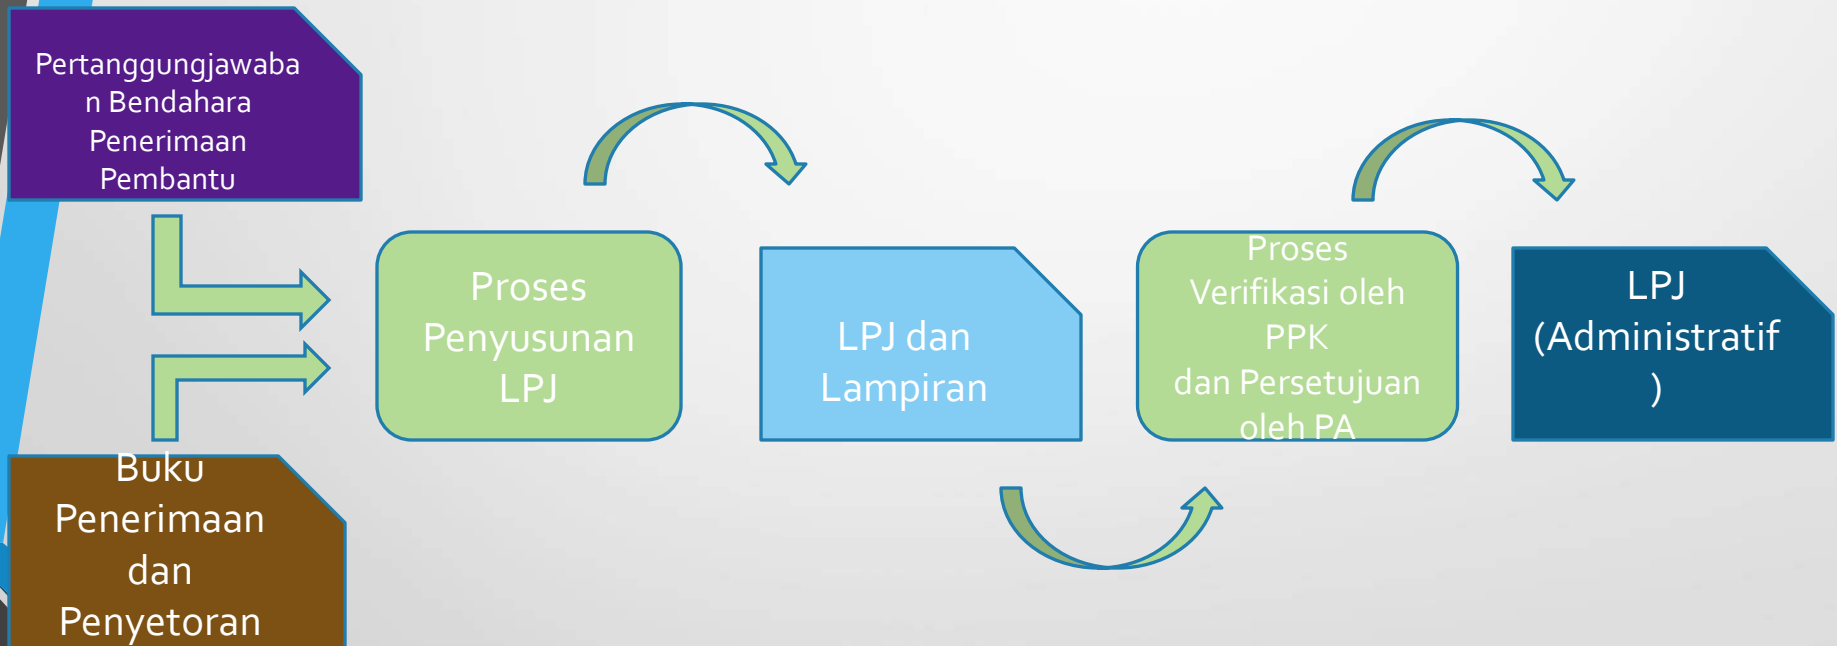 Pertanggungjawaba
n Bendahara
Penerimaan
Pembantu
Buku
Penerimaan
dan
Penyetoran
Proses
Penyusunan
LPJ
LPJ dan
Lampiran
Proses
Verifikasi oleh
PPK
dan Persetujuan
oleh PA
LPJ
(Administratif
)